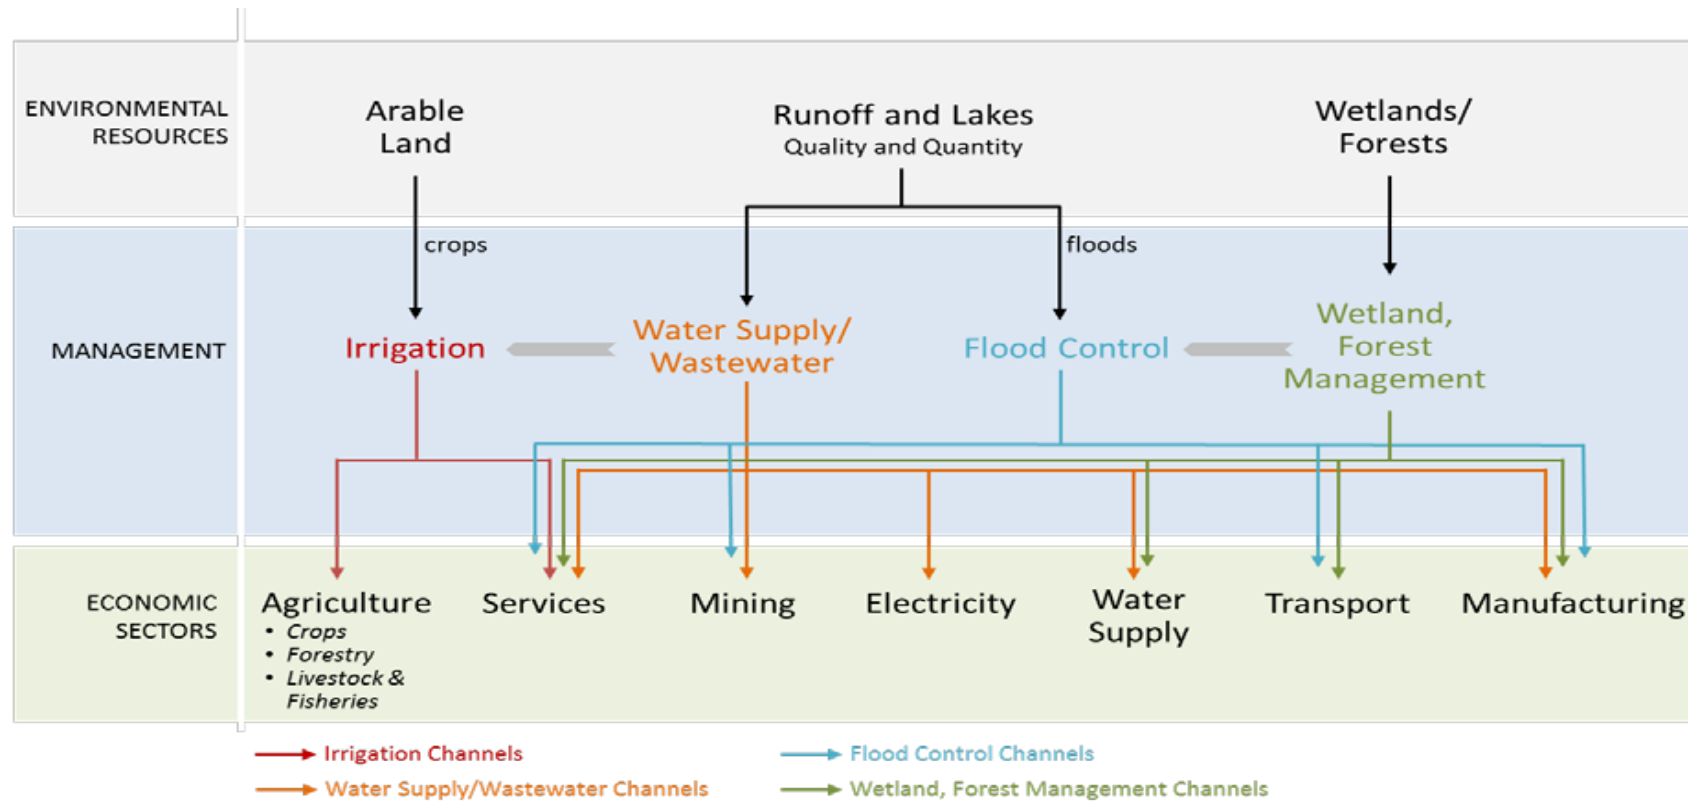 ENVIRONMENTAL
RESOURCES
Arable
Land
Runoff and Lakes
Quality and Quantity
Wetlands/
Forests
crops
floods
MANAGEMENT
Irrigation
Water Supply/
Wastewater
Flood Control
Wetland,
Forest
Management
ECONOMIC
SECTORS
Agriculture
• Crops
• Forestry
• Livestock &
Fisheries
Services
Mining
Electricity
Water
Supply
Transport
Manufacturing
Irrigation Channels
Flood Control Channels
Water Supply/Wastewater Channels
Wetland, Forest Management Channels